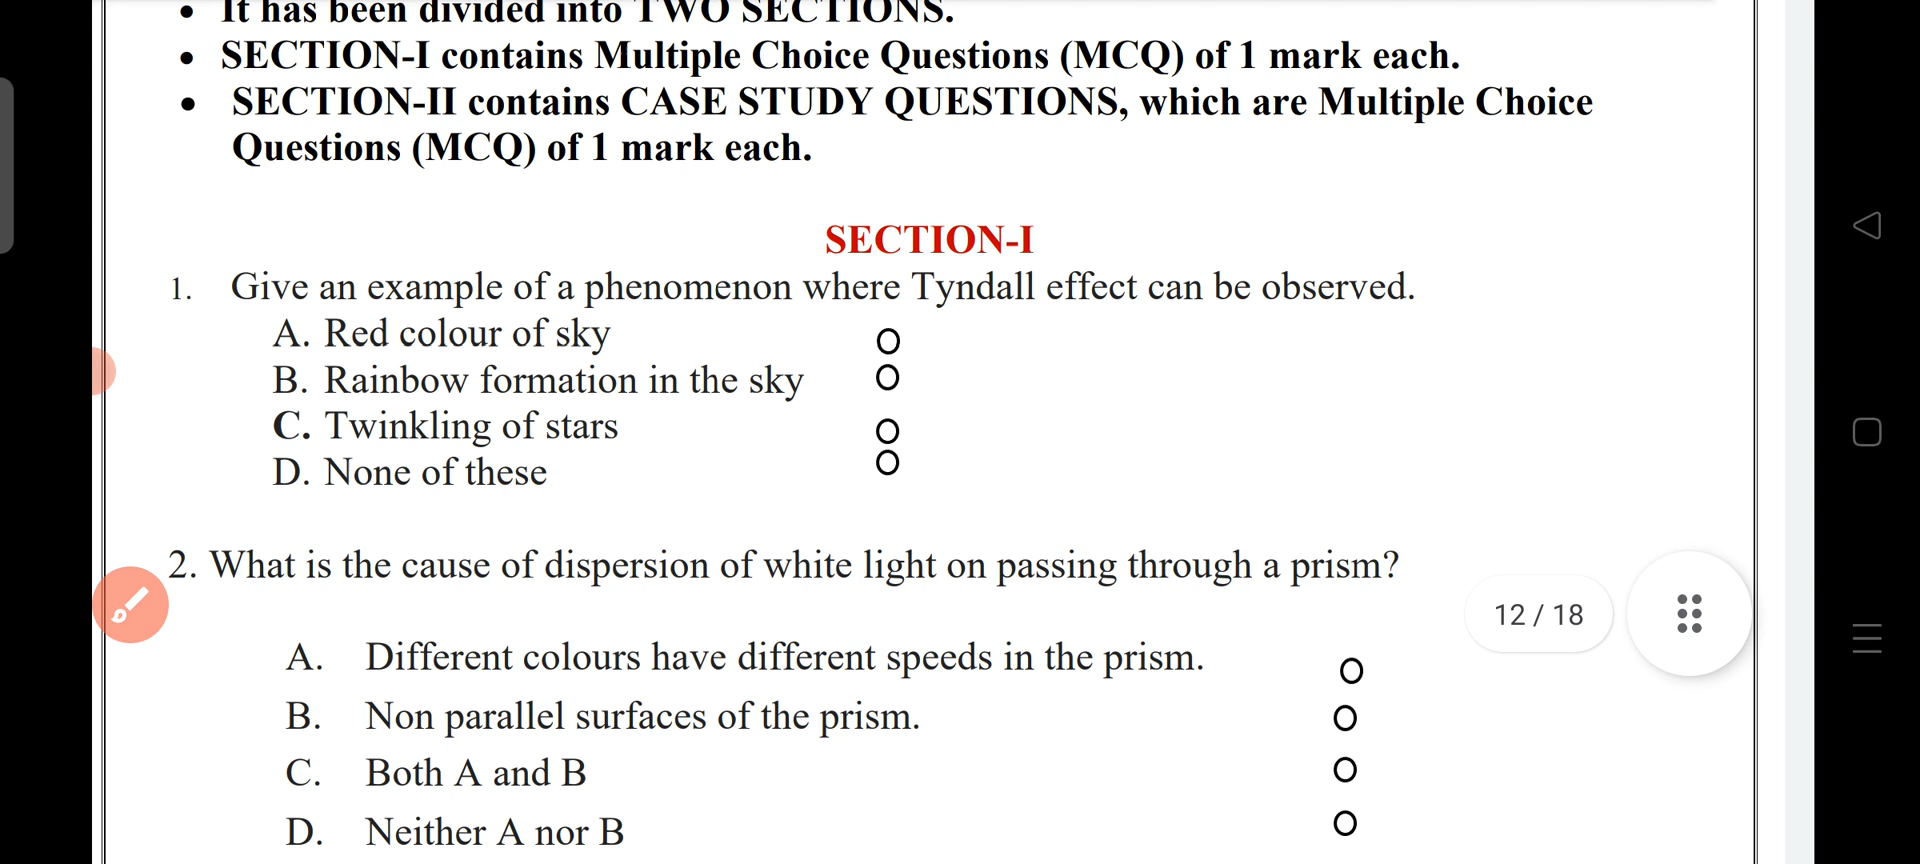 • It has been divided into TWO SECTIONS.
• SECTION-I contains Multiple Choice Questions (MCQ) of 1 mark each.
• SECTION-II contains CASE STUDY QUESTIONS, which are Multiple Choice
Questions (MCQ) of 1 mark each.
SECTION-I
1. Give an example of a phenomenon where Tyndall effect can be observed.
A. Red colour of sky
B. Rainbow formation in the sky
C. Twinkling of stars
D. None of these
2. What is the cause of dispersion of white light on passing through a prism?
12 / 18
A. Different colours have different speeds in the prism.
B. Non parallel surfaces of the prism.
C. Both A and B
D. Neither A nor B